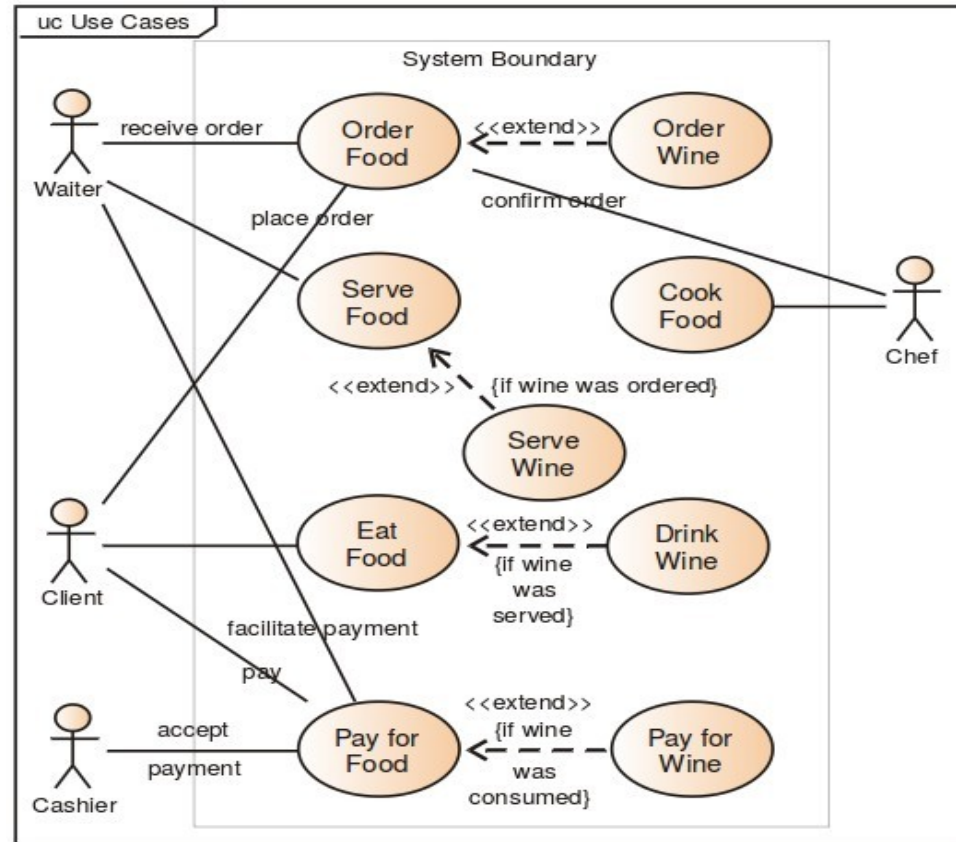 uc Use Cases
System Boundary
receive order
Order
Food
<<extend>>
Order
Wine
Waiter
place order
confirm order
Serve
Food
Cook
Food
Chef
<<extend>>
{if wine was ordered}
Serve
Wine
Eat
Food
<<extend>>
{if wine
was
served}
Drink
Wine
Client
facilitate payment
pay
accept
payment
Pay for
Food
<<extend>>
{if wine
was
consumed}
Pay for
Wine
Cashier